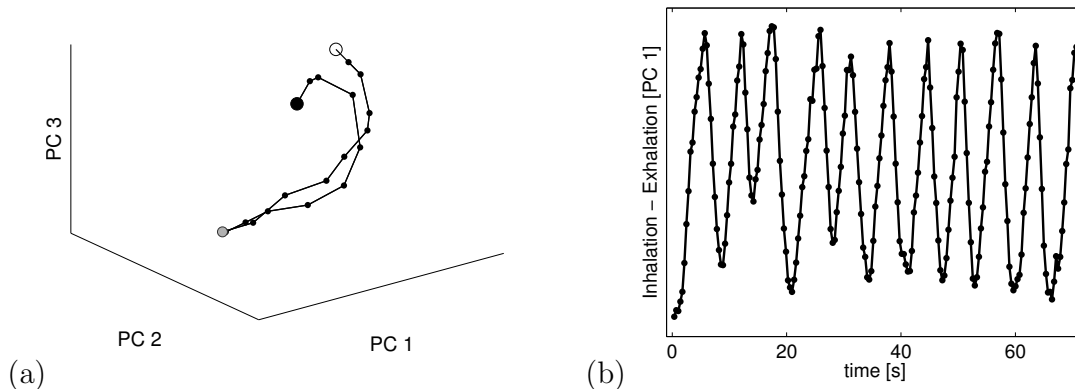 PC 3
PC 2
PC 1
(a)
Inhalation – Exhalation [PC 1]
0
20
40
60
time [s]
(b)